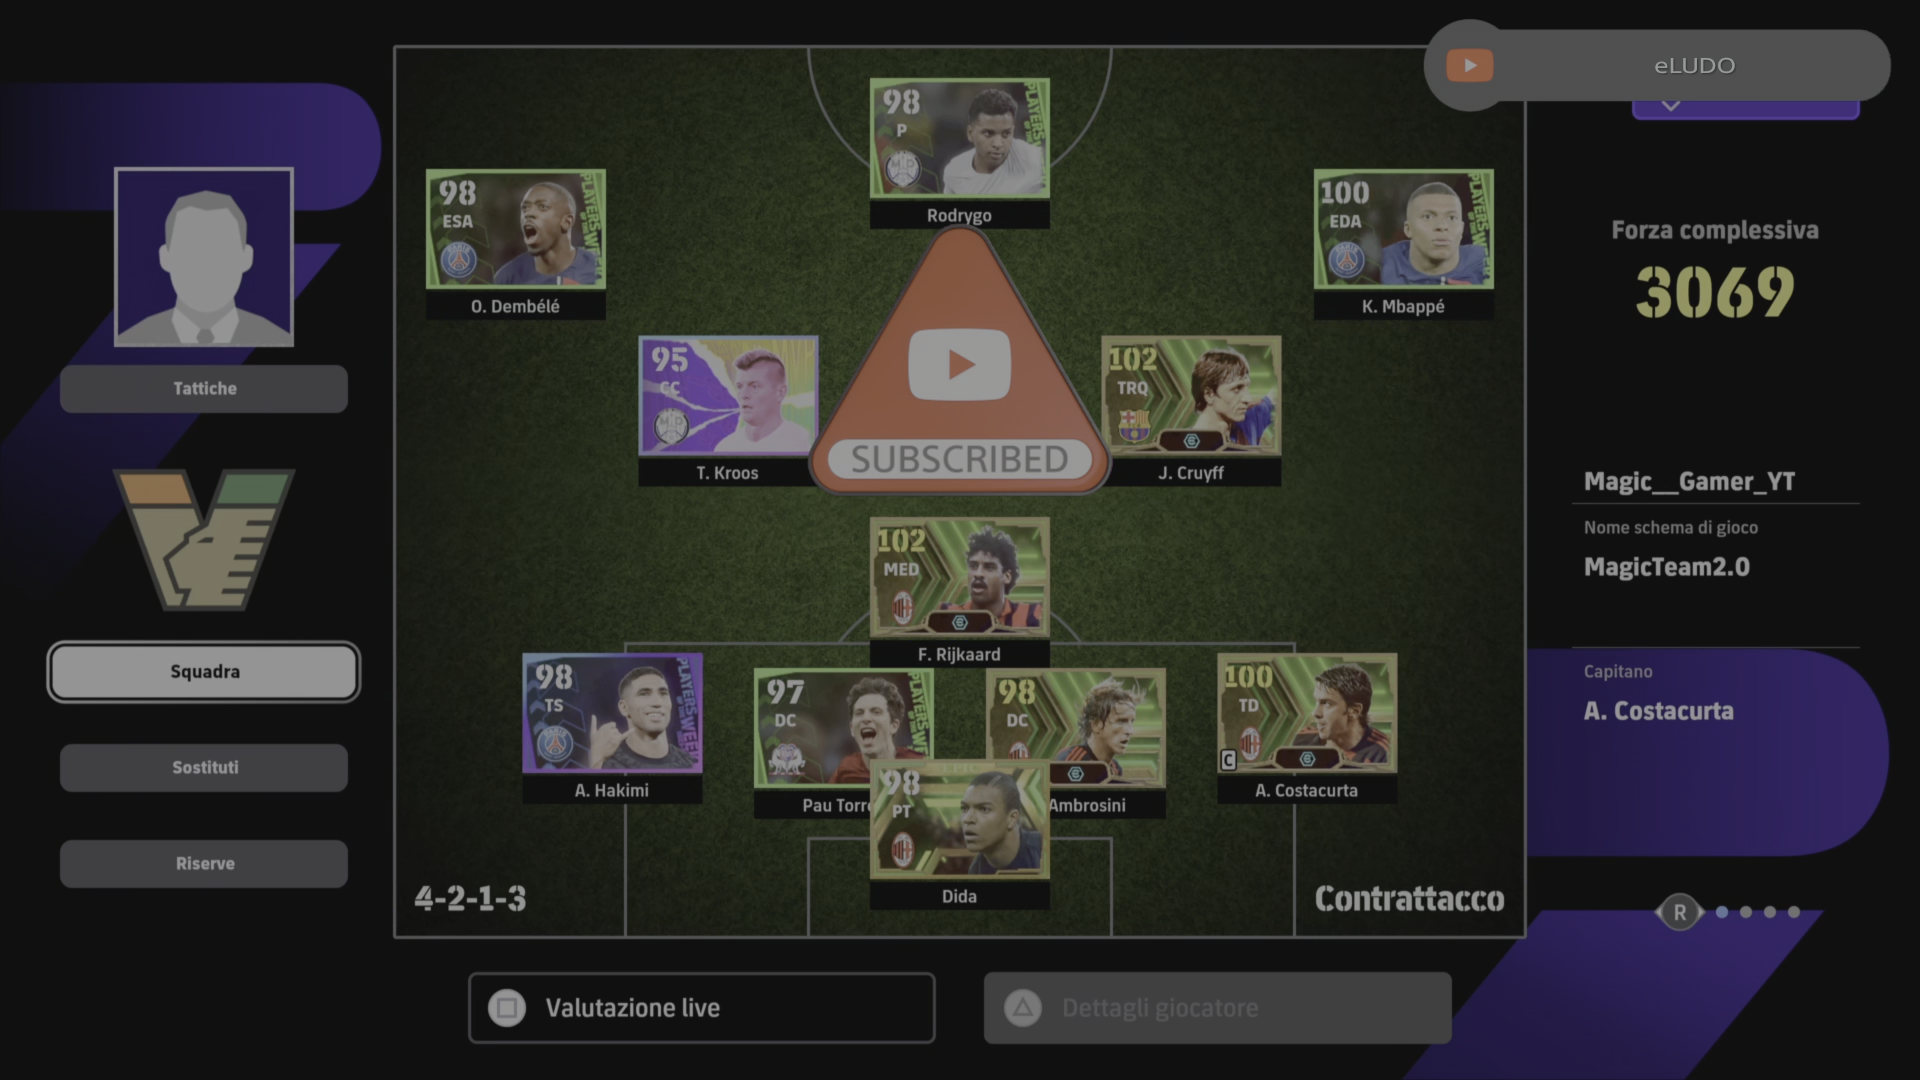 eLUDO
98
P
Rodrygo
98
ESA
O. Dembélé
100
EDA
K. Mbappé
PLAYERS
WEEK
Forza complessiva
3069
Tattiche
95
CC
T. Kroos
SUBSCRIBED
102
TRQ
J. Cruyff
Magic__Gamer_YT
Nome schema di gioco
MagicTeam2.0
102
MED
F. Rijkaard
Squadra
98
TS
A. Hakimi
97
DC
Pau Torre
98
DC
Ambrosini
100
TD
C
A. Costacurta
Capitano
A. Costacurta
Sostituti
98
PT
Dida
Riserve
4-2-1-3
Contrattacco
R
Valutazione live
Dettagli giocatore